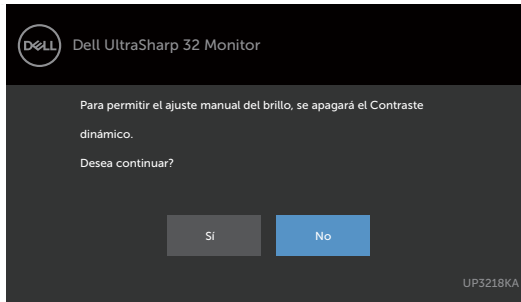 DELL
Dell UltraSharp 32 Monitor
Para permitir el ajuste manual del brillo, se apagará el Contraste
dinámico.
Desea continuar?
Sí
No
UP3218KA